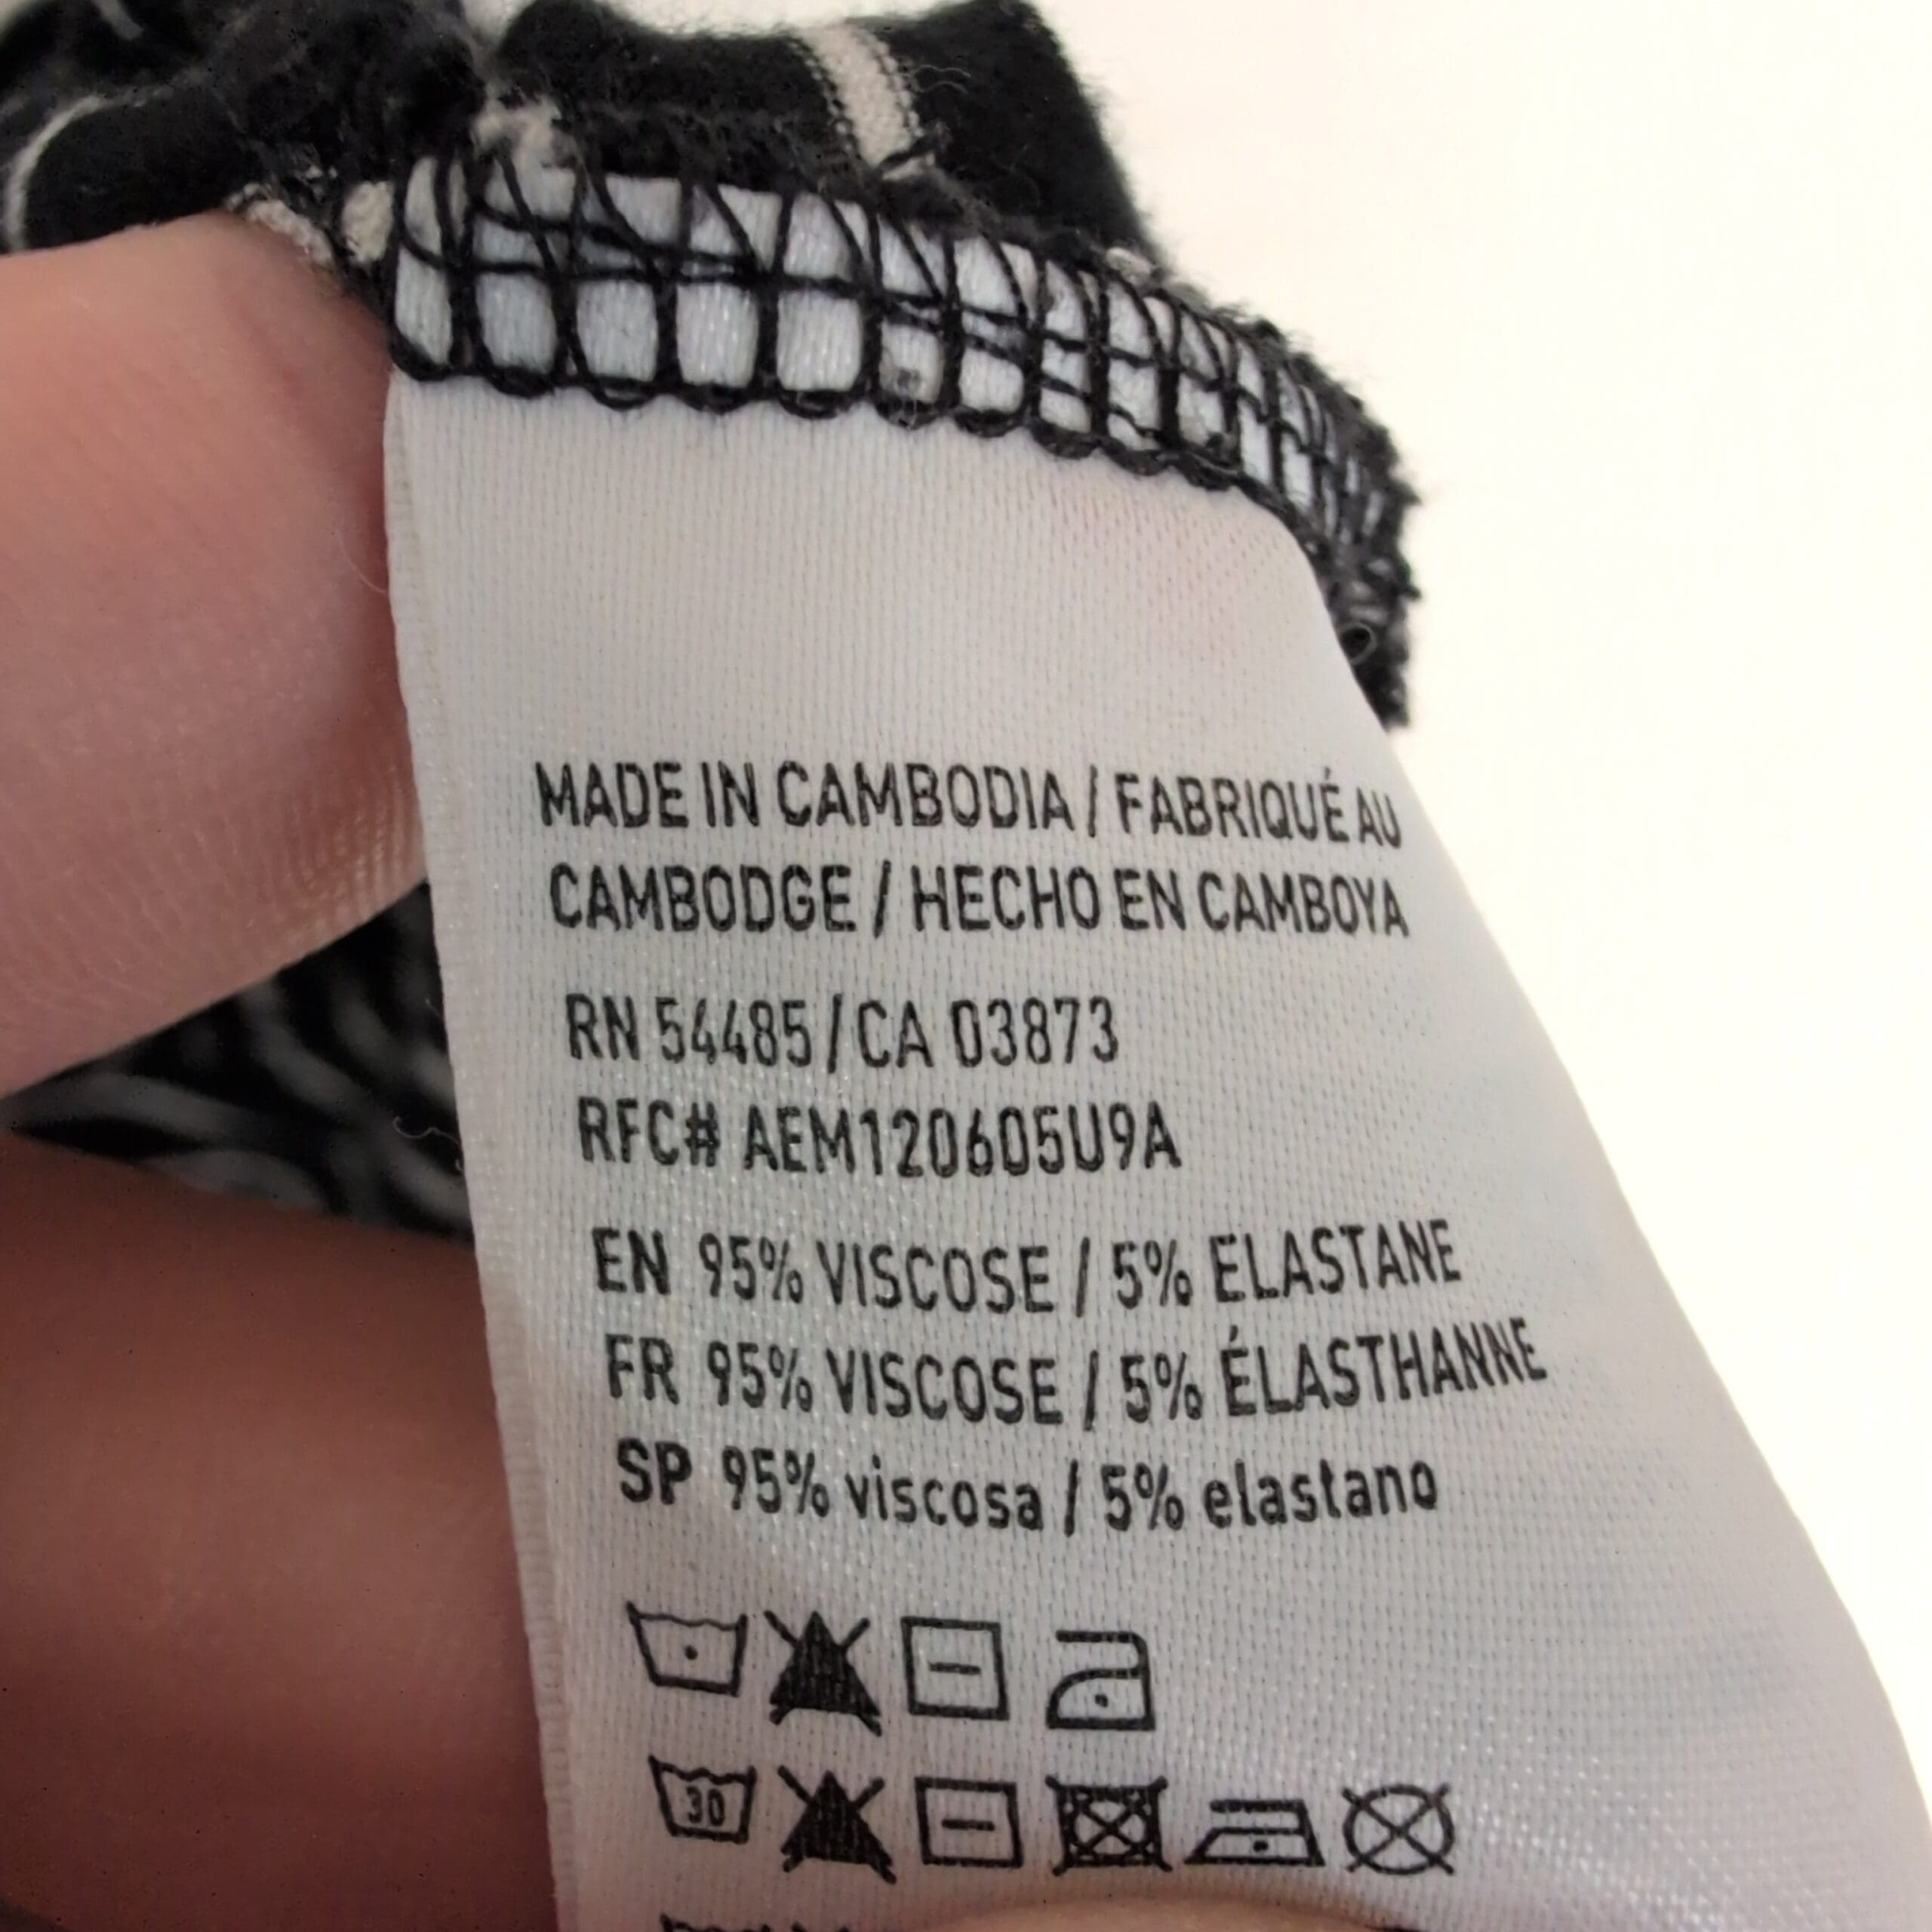 MADE IN CAMBODIA / FABRIQUÉ AU
CAMBODGE / HECHO EN CAMBOYA
RN 54485 / CA 03873
RFC# AEM120605U9A
EN 95% VISCOSE / 5% ELASTANE
FR 95% VISCOSE / 5% ÉLASTHANNE
SP 95% viscosa / 5% elastano
30